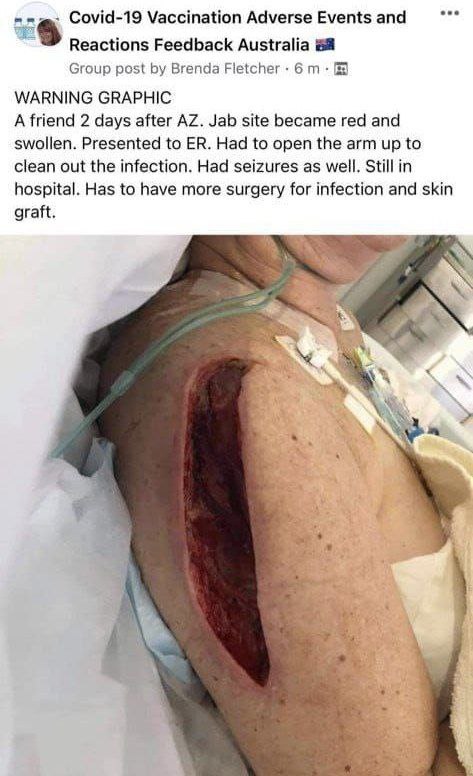 Covid-19 Vaccination Adverse Events and
Reactions Feedback Australia 🇦🇺
Group post by Brenda Fletcher · 6 m ·
WARNING GRAPHIC
A friend 2 days after AZ. Jab site became red and
swollen. Presented to ER. Had to open the arm up to
clean out the infection. Had seizures as well. Still in
hospital. Has to have more surgery for infection and skin
graft.